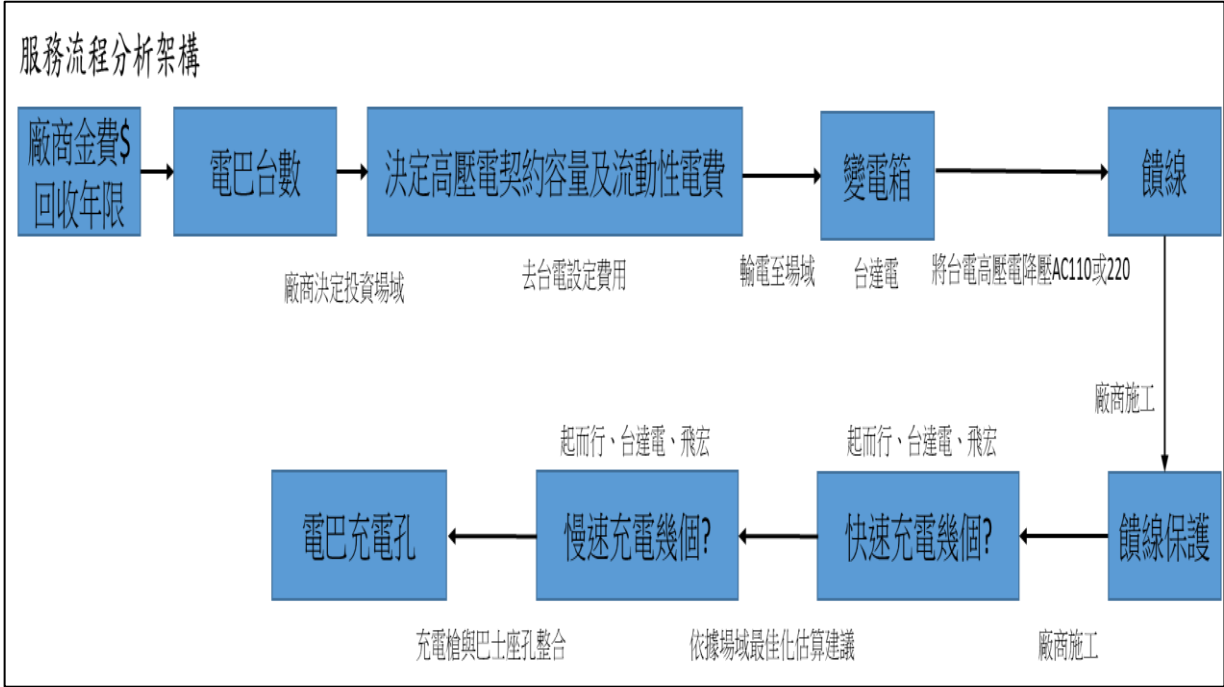 服務流程分析架構
廠商金費$
回收年限
電巴台數
決定高壓電契約容量及流動性電費
變電箱
饋線
廠商決定投資場域
去台電設定費用
輸電至場域
台達電
將台電高壓電降壓AC110或220
廠商施工
起而行、台達電、飛宏
起而行、台達電、飛宏
電巴充電孔
慢速充電幾個?
快速充電幾個?
饋線保護
充電槍與巴士座孔整合
依據場域最佳化估算建議
廠商施工